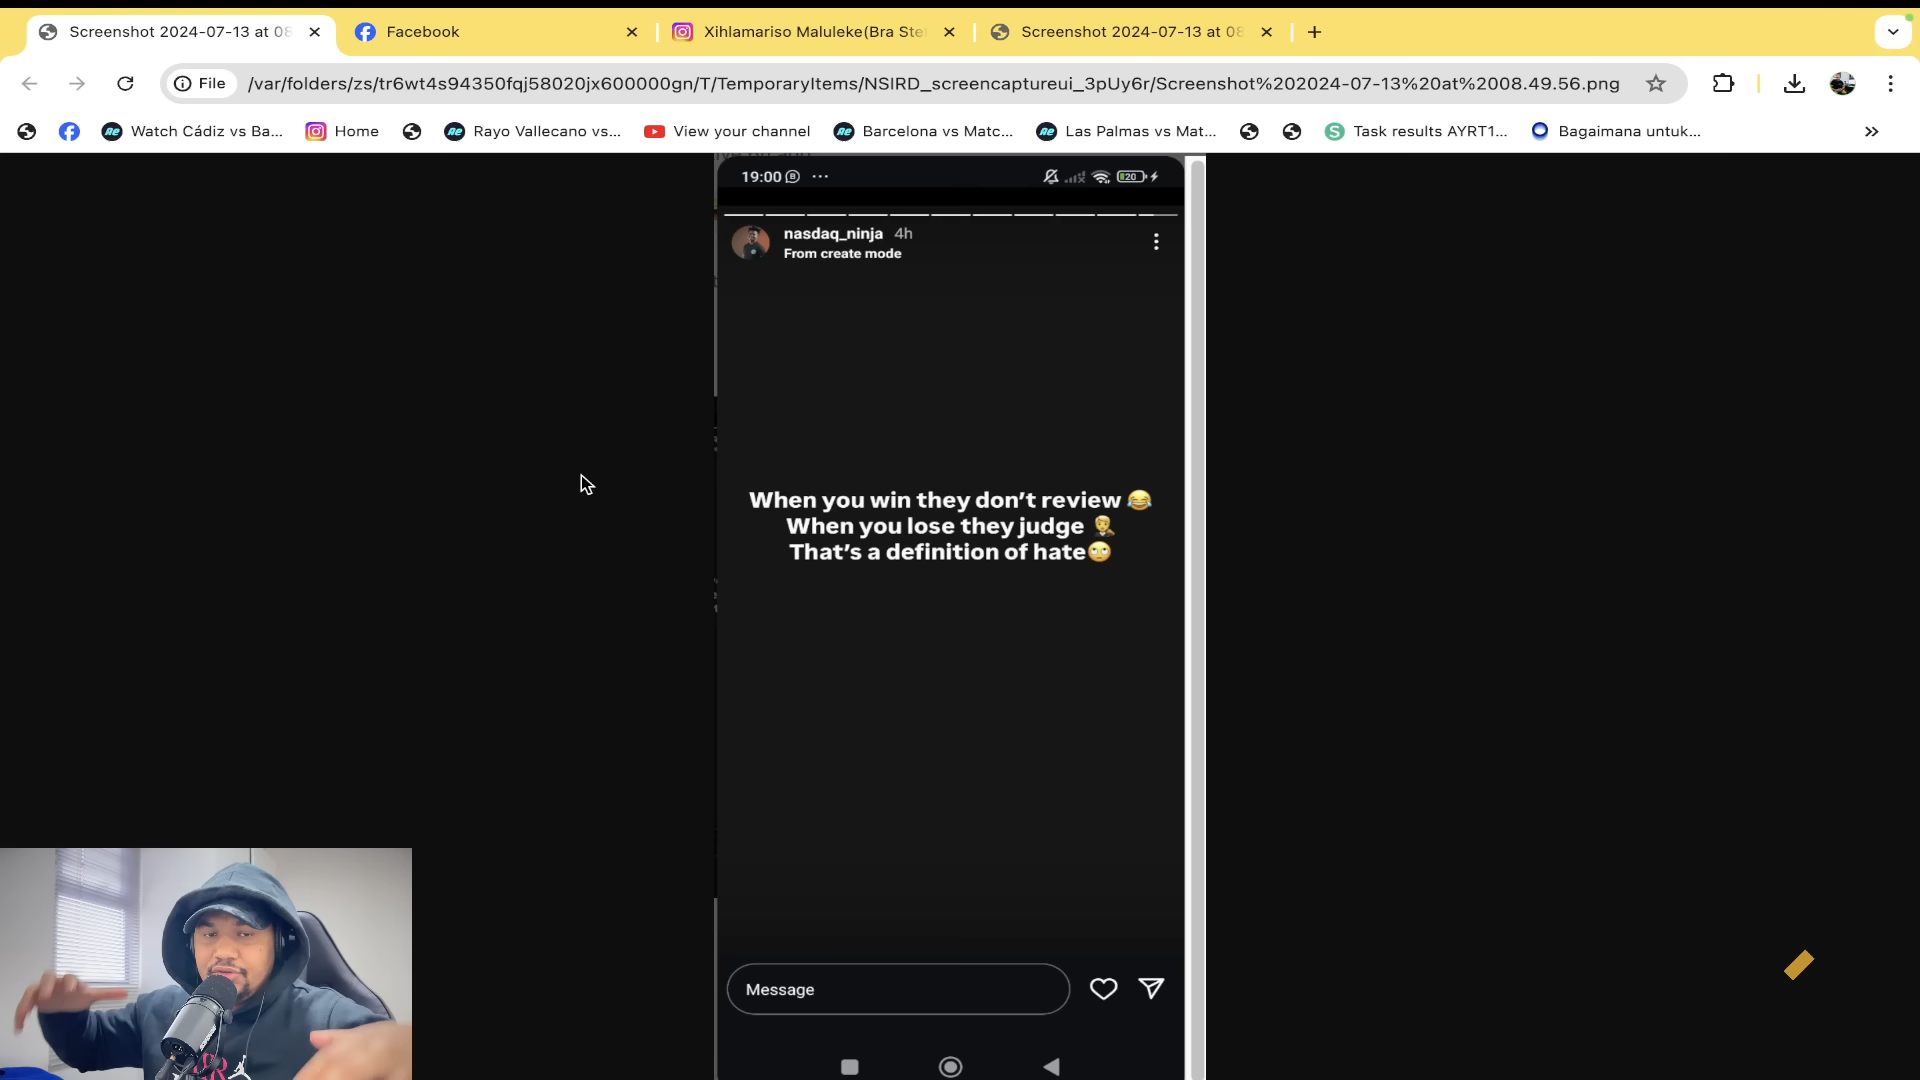 Screenshot 2024-07-13 at 08
Facebook
Xihlamariso Maluleke(Bra Ste
Screenshot 2024-07-13 at 08
File
/var/folders/zs/tr6wt4s94350fqj58020jx600000gn/T/TemporaryItems/NSIRD_screencaptureui_3pUy6r/Screenshot%202024-07-13%20at%2008.49.56.png
Watch Cádiz vs Ba...
Home
Rayo Vallecano vs...
View your channel
Barcelona vs Matc...
Las Palmas vs Mat...
Task results AYRT1...
Bagaimana untuk...
19:00
20
nasdaq_ninja 4h
From create mode
When you win they don’t review 😂
When you lose they judge
That’s a definition of hate🙄
Message